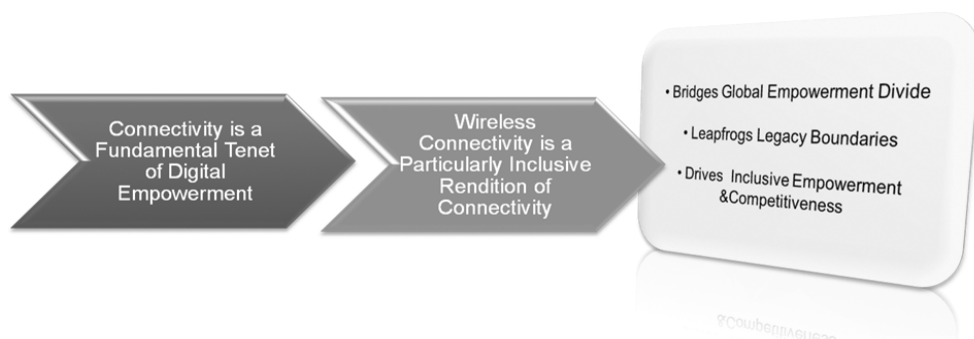 Connectivity is a
Fundamental Tenet
of Digital
Empowerment
Wireless
Connectivity is a
Particularly Inclusive
Rendition of
Connectivity
• Bridges Global Empowerment Divide
• Leapfrogs Legacy Boundaries
• Drives Inclusive Empowerment
&Competitiveness
&Competitiveness